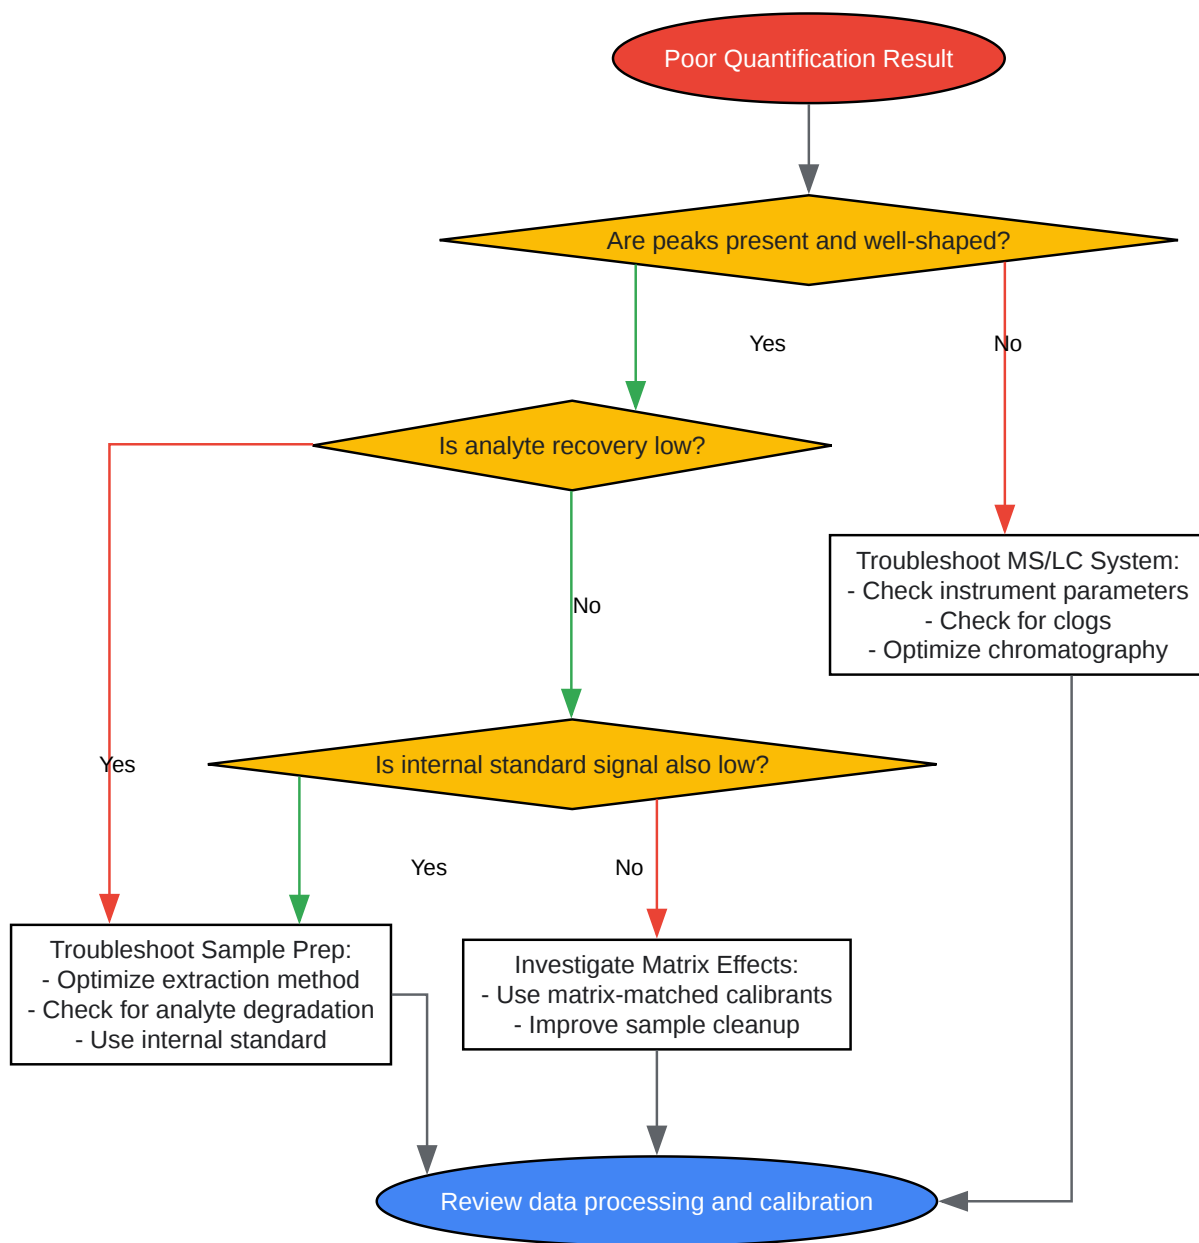 Poor Quantification Result
Are peaks present and well-shaped?
Yes
No
Is analyte recovery low?
Troubleshoot MS/LC System:
- Check instrument parameters
- Check for clogs
- Optimize chromatography
No
Yes
Is internal standard signal also low?
Yes
No
Troubleshoot Sample Prep:
- Optimize extraction method
- Check for analyte degradation
- Use internal standard
Investigate Matrix Effects:
- Use matrix-matched calibrants
- Improve sample cleanup
Review data processing and calibration